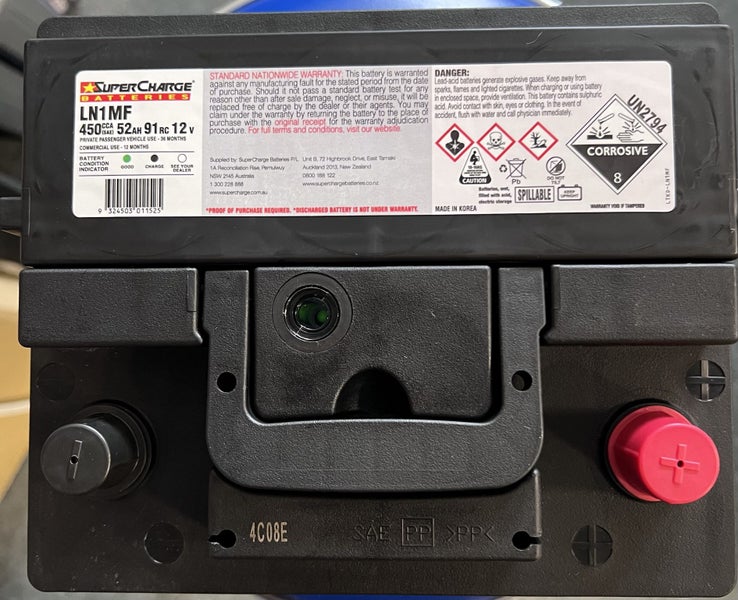 SUPERCHARGE®
BATTERIES
LN1MF
450 CCA (SAE) 52AH 91 RC 12 V
PRIVATE PASSENGER VEHICLE USE - 36 MONTHS
COMMERCIAL USE - 12 MONTHS
BATTERY
CONDITION
INDICATOR
GOOD
CHARGE
SEE YOUR
DEALER
9 324503 011525
STANDARD NATIONWIDE WARRANTY: This battery is warranted
against any manufacturing fault for the stated period from the date
of purchase. Should it not pass a standard battery test for any
reason other than after sale damage, neglect, or misuse, it will be
replaced free of charge by the dealer or their agents. You may
claim under the warranty by returning the battery to the place of
purchase with the original receipt for the warranty adjudication
procedure. For full terms and conditions, visit our website.
Supplied by: SuperCharge Batteries P/L
1A Reconciliation Rise, Pemulwuy
NSW 2145 Australia
1 300 228 888
www.supercharge.com.au
Unit B, 72 Highbrook Drive, East Tamaki
Auckland 2013, New Zealand
0800 188 122
www.superchargebatteries.co.nz
*PROOF OF PURCHASE REQUIRED. *DISCHARGED BATTERY IS NOT UNDER WARRANTY.
DANGER:
Lead-acid batteries generate explosive gases. Keep away from
sparks, flames and lighted cigarettes. When charging or using battery
in enclosed space, provide ventilation. This battery contains sulphuric
acid. Avoid contact with skin, eyes or clothing. In the event of
accident, flush with water and call physician immediately.
CAUTION
Pb
DO NOT
TILT
Batteries, wet,
filled with acid,
electric storage
SPILLABLE
KEEP
UPRIGHT
MADE IN KOREA
UN2794
CORROSIVE
8
WARRANTY VOID IF TAMPERED
LTKD-LN1MF
4C08E
SAE PP >PP<